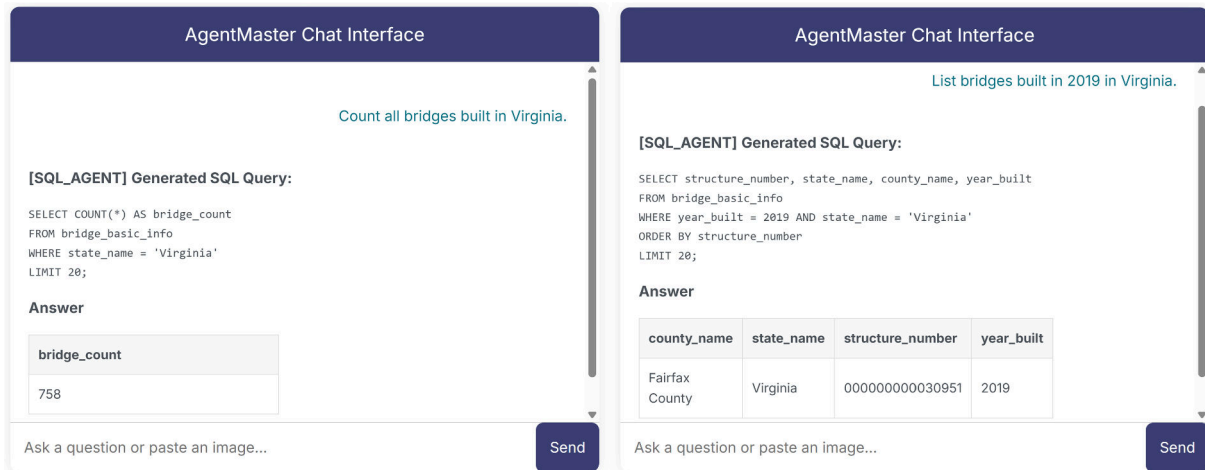 AgentMaster Chat Interface
Count all bridges built in Virginia.
[SQL_AGENT] Generated SQL Query:
SELECT COUNT(*) AS bridge_count
FROM bridge_basic_info
WHERE state_name = 'Virginia'
LIMIT 20;
Answer
bridge_count
758
Ask a question or paste an image...
Send
AgentMaster Chat Interface
List bridges built in 2019 in Virginia.
[SQL_AGENT] Generated SQL Query:
SELECT structure_number, state_name, county_name, year_built
FROM bridge_basic_info
WHERE year_built = 2019 AND state_name = 'Virginia'
ORDER BY structure_number
LIMIT 20;
Answer
county_name state_name structure_number year_built
Fairfax
County Virginia 000000000030951 2019
Ask a question or paste an image...
Send